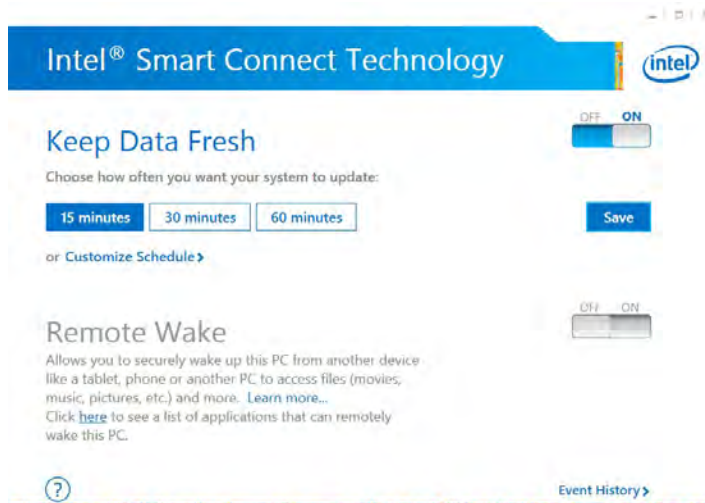 Intel® Smart Connect Technology
intel
OFF ON
Keep Data Fresh
Choose how often you want your system to update:
15 minutes 30 minutes 60 minutes Save
or Customize Schedule >
OFF ON
Remote Wake
Allows you to securely wake up this PC from another device
like a tablet, phone or another PC to access files (movies,
music, pictures, etc.) and more. Learn more...
Click here to see a list of applications that can remotely
wake this PC.
? Event History >